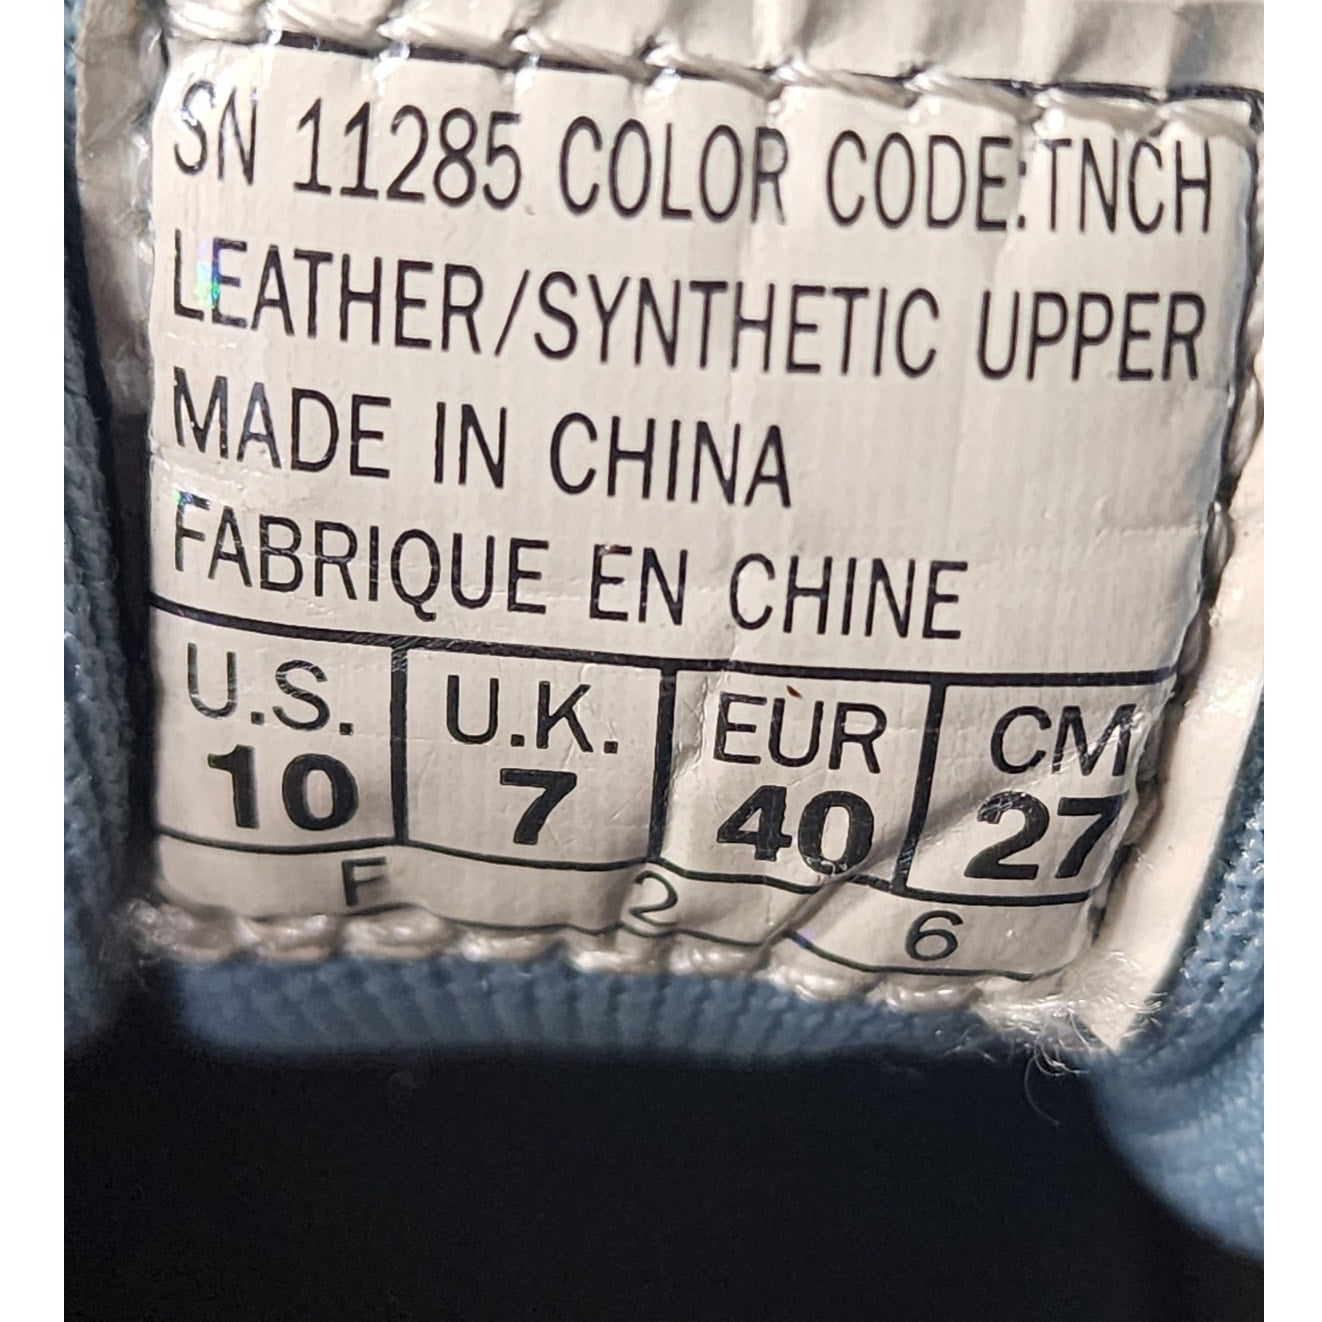 SN 11285 COLOR CODE:TNCH
LEATHER/SYNTHETIC UPPER
MADE IN CHINA
FABRIQUE EN CHINE
U.S. U.K. EUR CM
10 7 40 27
F 2 6